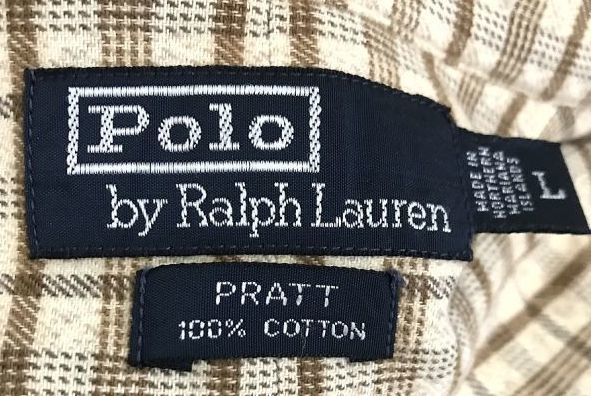 Polo
by Ralph Lauren
MADE IN
NORTHERN
MARIANA
ISLANDS
L
PRATT
100% COTTON